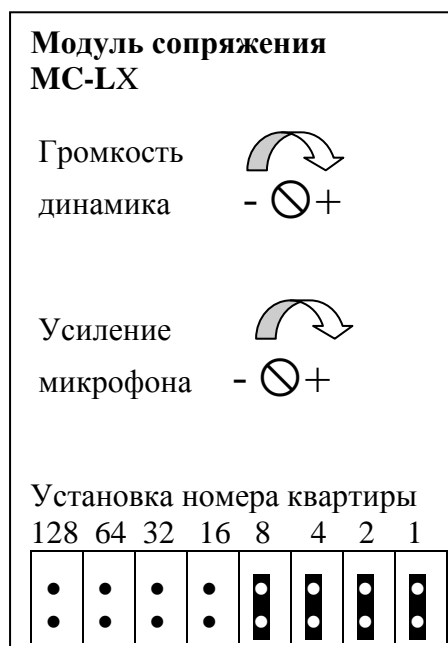 Модуль сопряжения
MC-LX
Громкость
динамика - +
Усиление
микрофона - +
Установка номера квартиры
128 64 32 16 8 4 2 1